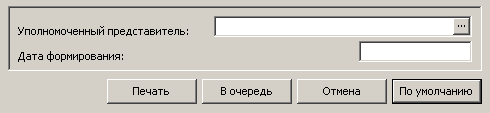 Уполномоченный представитель: ...
Дата формирования:
Печать В очередь Отмена По умолчанию